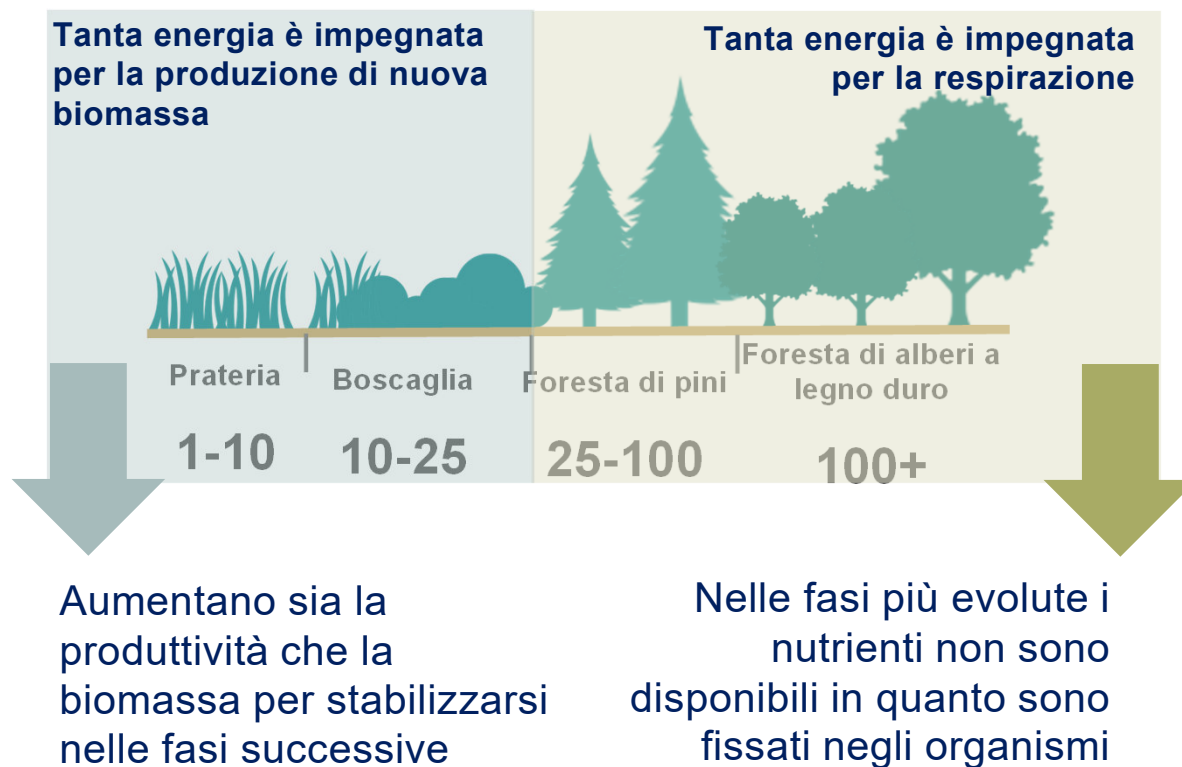 Tanta energia è impegnata
per la produzione di nuova
biomassa
Tanta energia è impegnata
per la respirazione
Prateria
Boscaglia
Foresta di pini
Foresta di alberi a
legno duro
1-10
10-25
25-100
100+
Aumentano sia la
produttività che la
biomassa per stabilizzarsi
nelle fasi successive
Nelle fasi più evolute i
nutrienti non sono
disponibili in quanto sono
fissati negli organismi